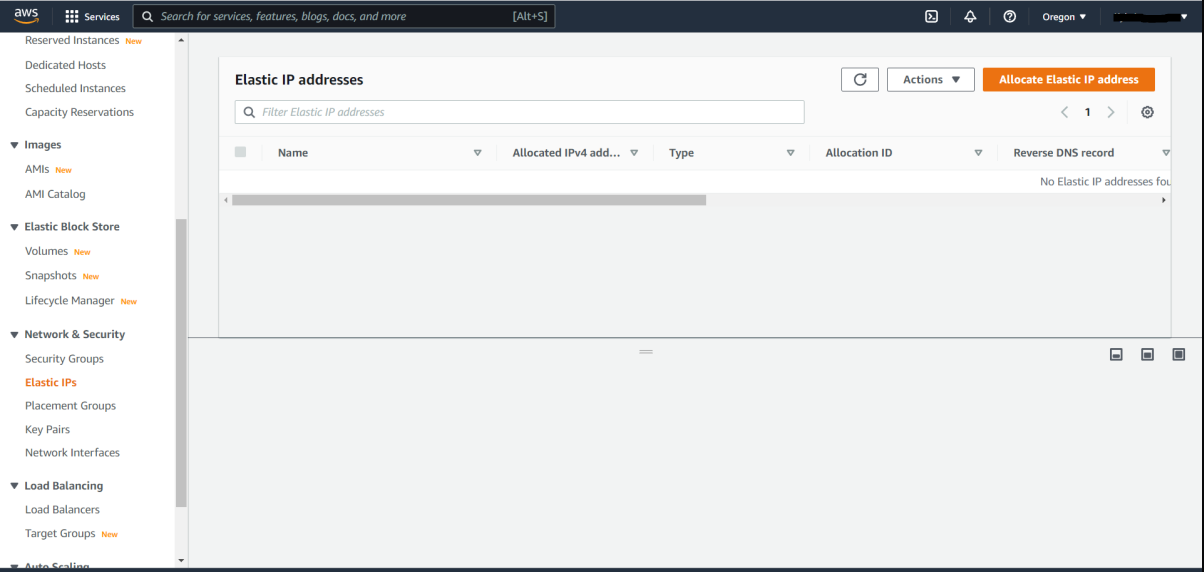 aws Services Search for services, features, blogs, docs, and more [Alt+S] Oregon
Reserved Instances New
Dedicated Hosts
Scheduled Instances
Capacity Reservations
Images
AMIs New
AMI Catalog
Elastic Block Store
Volumes New
Snapshots New
Lifecycle Manager New
Network & Security
Security Groups
Elastic IPs
Placement Groups
Key Pairs
Network Interfaces
Load Balancing
Load Balancers
Target Groups New
Auto Scaling
Elastic IP addresses Actions Allocate Elastic IP address
Filter Elastic IP addresses 1
Name Allocated IPv4 add... Type Allocation ID Reverse DNS record
No Elastic IP addresses fou